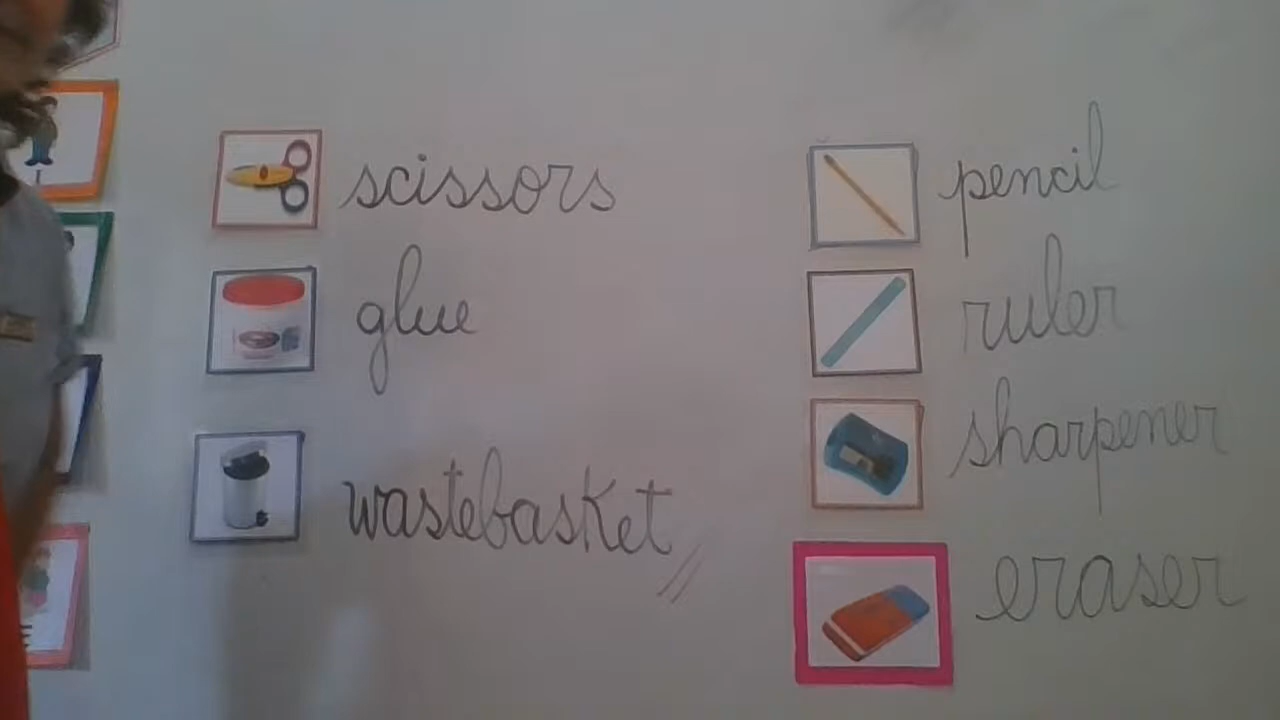 scissors
glue
wastebasket
pencil
ruler
sharpener
eraser